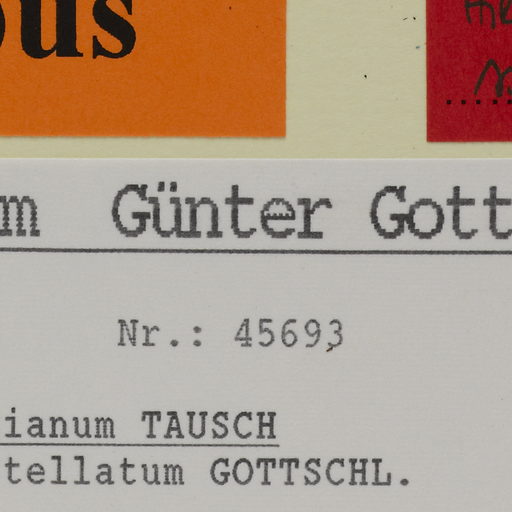 ous
m Günter Gott
Nr.: 45693
ianum TAUSCH
tellatum GOTTSCHL.